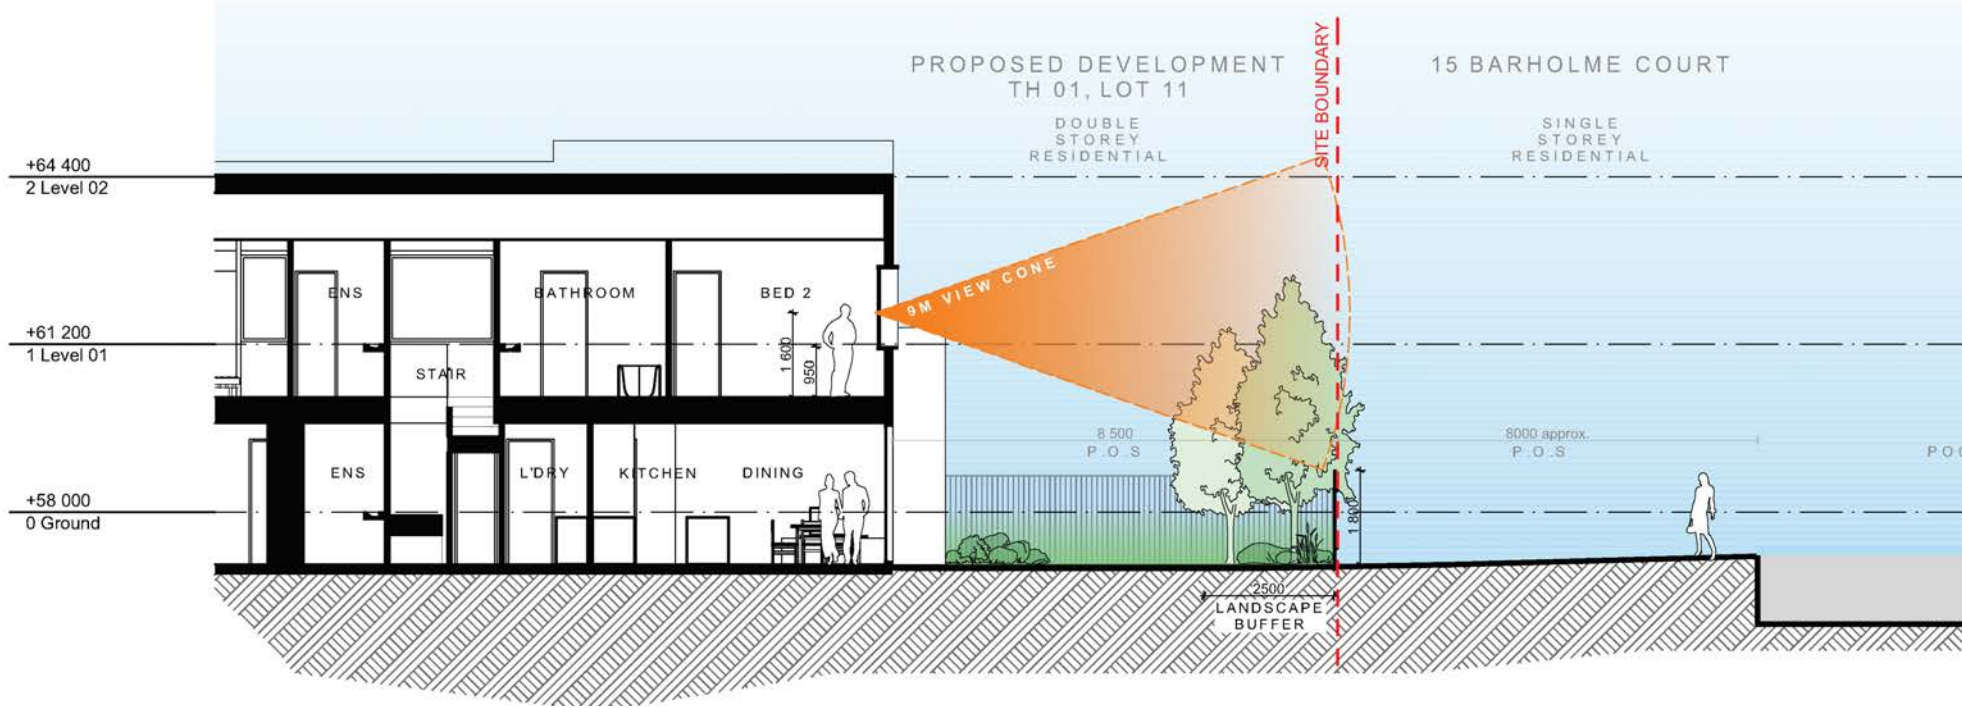 PROPOSED DEVELOPMENT
TH 01, LOT 11
DOUBLE
STOREY
RESIDENTIAL
SITE BOUNDARY
15 BARHOLME COURT
SINGLE
STOREY
RESIDENTIAL
+64 400
2 Level 02
9M VIEW CONE
ENS
BATHROOM
BED 2
+61 200
1 Level 01
STAIR
1 600
950
8 500
P.O.S
8000 approx.
P.O.S
ENS
L'DRY
KITCHEN
DINING
+58 000
0 Ground
1 800
2500
LANDSCAPE
BUFFER